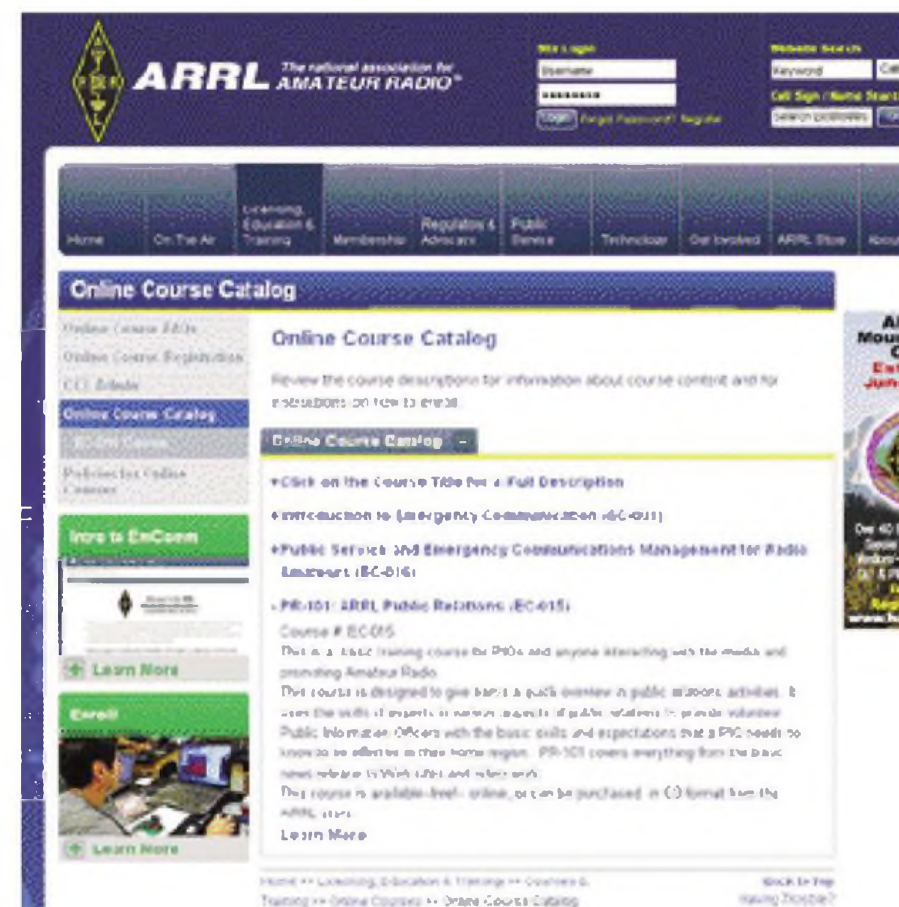 ARRL The national association for
AMATEUR RADIO®
Site Login
Username
Login Forgot Password? Register
Website Search
Keyword
Call Sign / Name Search
Home
On The Air
Licensing,
Education &
Training
Membership
Regulatory &
Advocacy
Public
Service
Technology
Get Involved
ARRL Store
About
Online Course Catalog
Online Course FAQs
Online Course Registration
CCE Admin
Online Course Catalog
Policies for Online
Courses
Intro to EmComm
Learn More
Enroll
Learn More
Online Course Catalog
Review the course descriptions for information about course content and for
instructions on how to enroll.
Online Course Catalog -
+Click on the Course Title for a Full Description
+Introduction to Emergency Communication (EC-001)
+Public Service and Emergency Communications Management for Radio
Amateurs (EC-016)
- PR-101: ARRL Public Relations (EC-015)
Course # EC-015
This is a basic training course for PIOs and anyone interacting with the media and
promoting Amateur Radio.
This course is designed to give hams a quick overview in public relations activities. It
uses the skills of experts in various aspects of public relations to provide volunteer
Public Information Officers with the basic skills and expectations that a PIO needs to
know to be effective in their home region. PR-101 covers everything from the basic
news release to Web sites and video work.
This course is available -free!- online, or can be purchased in CD format from the
ARRL store.
Learn More
Home >> Licensing, Education & Training >> Courses &
Training >> Online Courses >> Online Course Catalog
Back to Top
Having Trouble?